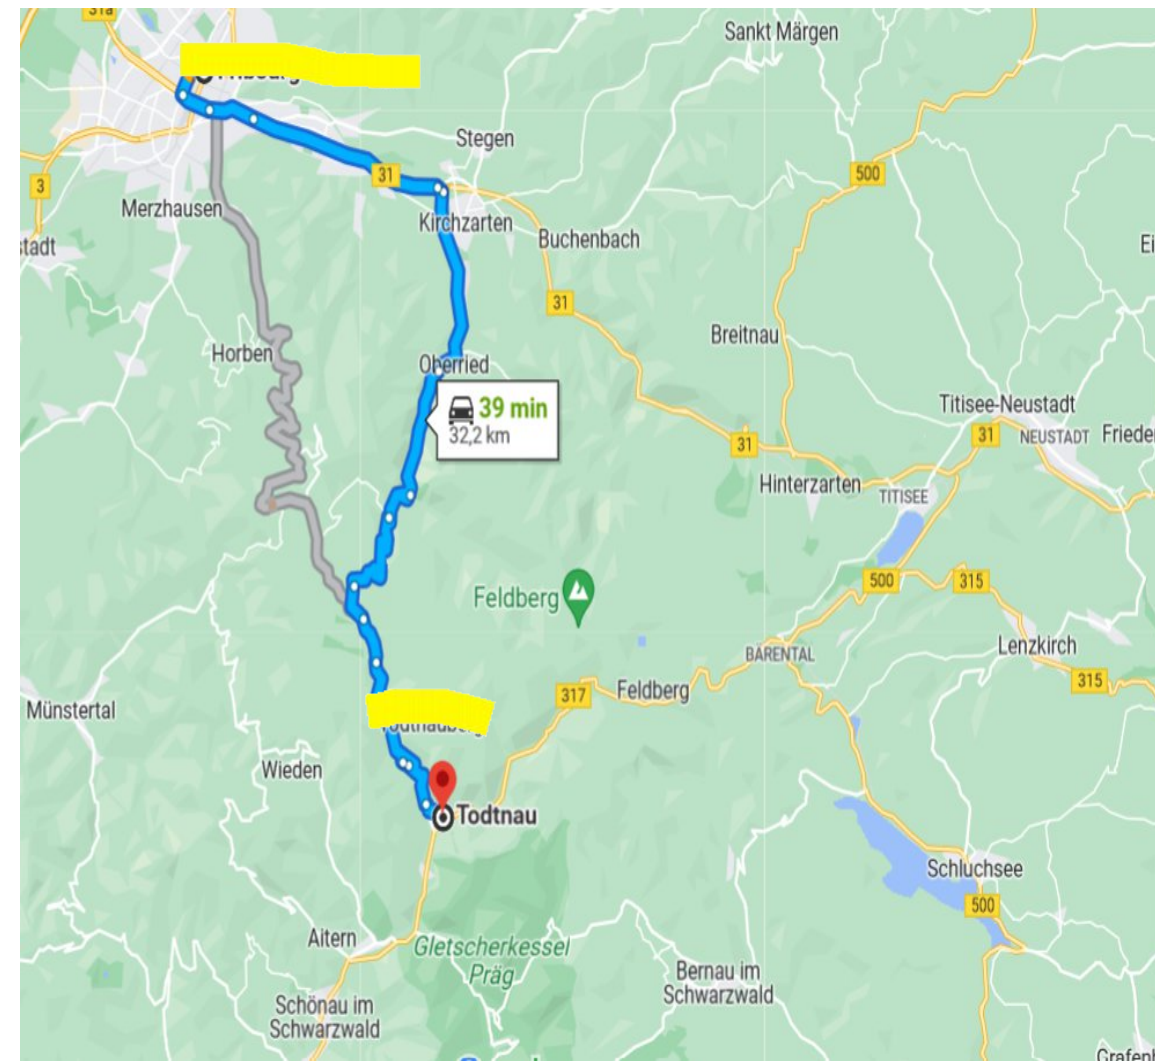 31a
Sankt Märgen
Stegen
31
500
3
Merzhausen
Kirchzarten
Buchenbach
31
Breitnau
Horben
Oberried
39 min
32,2 km
Titisee-Neustadt
31
NEUSTADT
31
Hinterzarten
TITISEE
Feldberg
500
315
BÄRENTAL
Lenzkirch
317
Feldberg
315
Münstertal
Wieden
Todtnau
Schluchsee
500
Aitern
Gletscherkessel
Präg
Bernau im
Schwarzwald
Schönau im
Schwarzwald